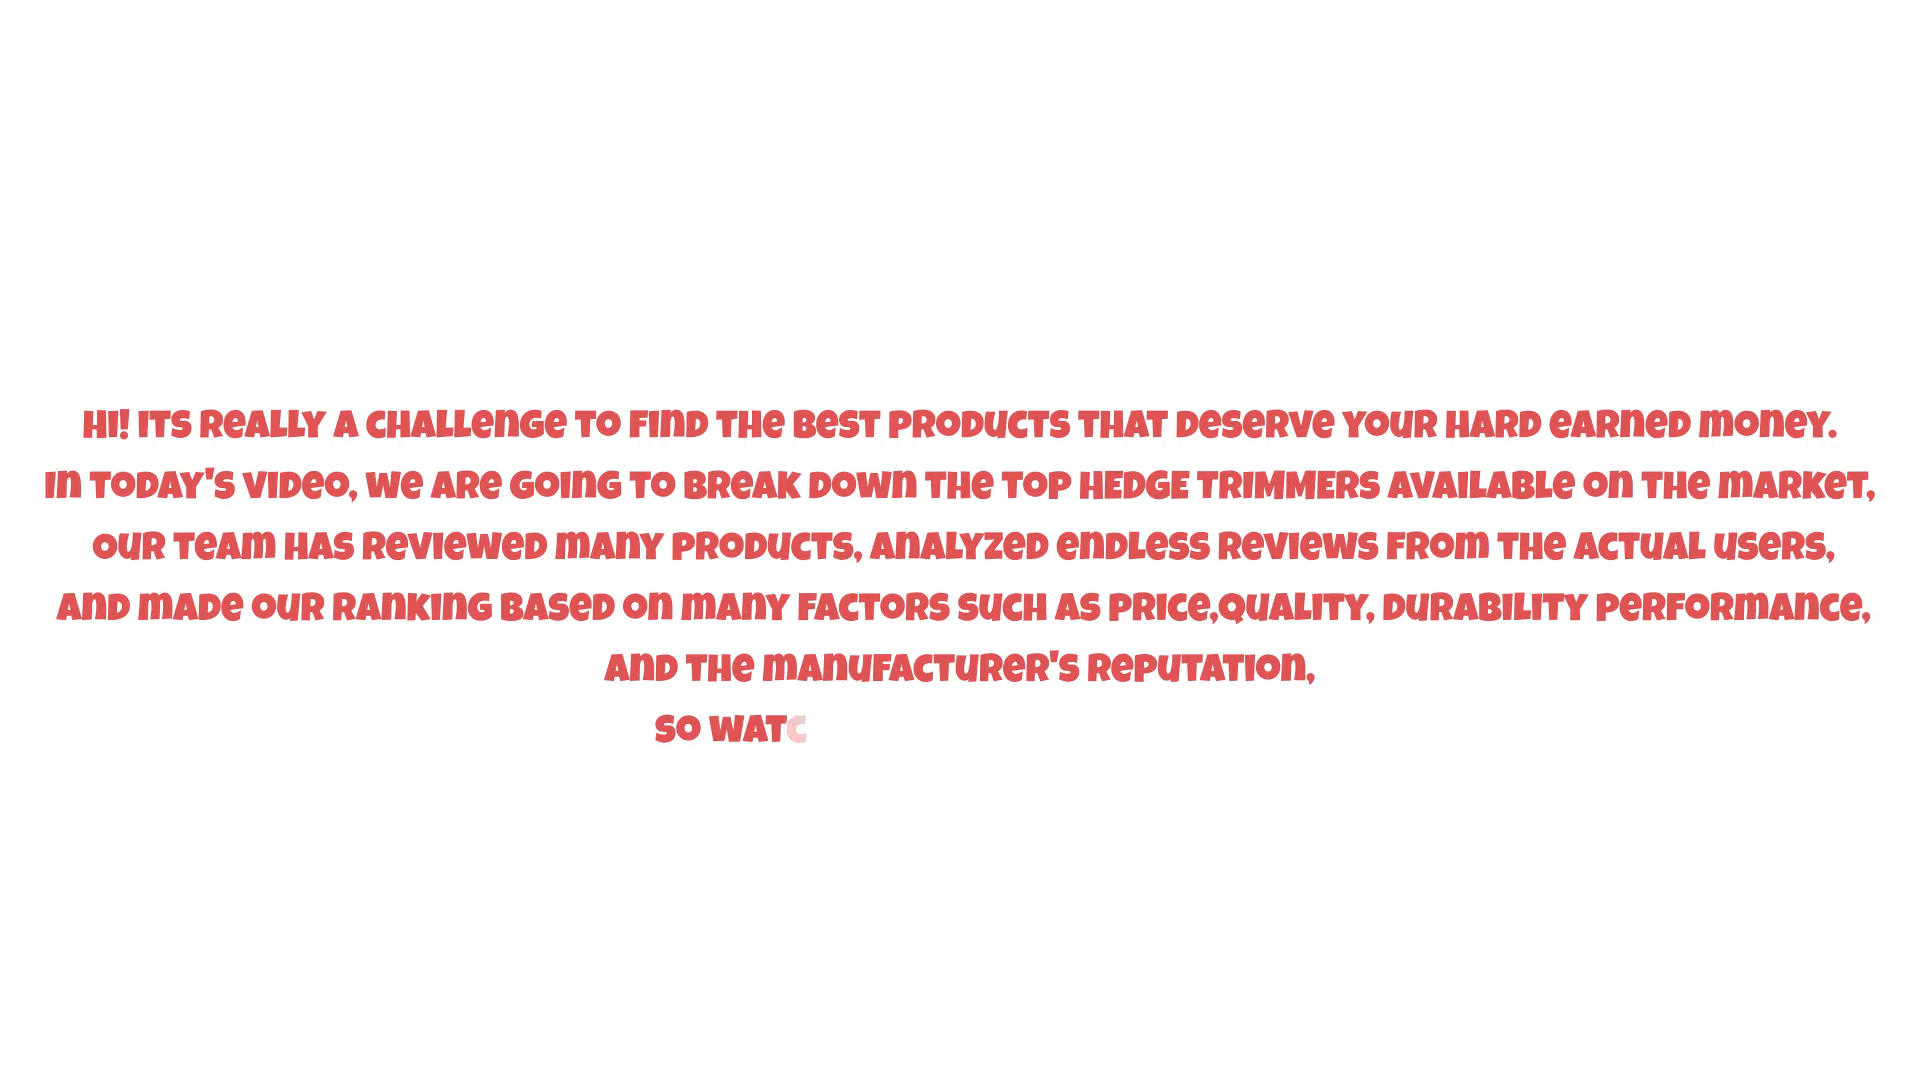 Hi! Its really a challenge to find the best products that deserve your hard earned money.
In today's video, we are going to break down the top HEDGE TRIMMERS available on the market,
our team has reviewed many products, analyzed endless reviews from the actual users,
and made our ranking based on many factors such as price,quality, durability performance,
and the manufacturer's reputation,
so watc